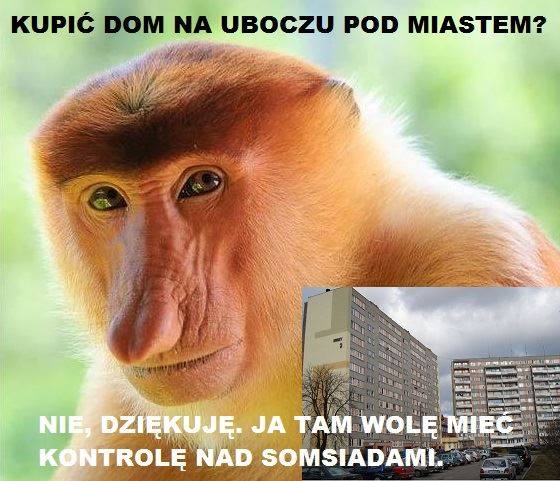 KUPIĆ DOM NA UBOCZU POD MIASTEM?
NIE, DZIĘKUJĘ. JA TAM WOLĘ MIEĆ
KONTROLĘ NAD SOMSIADAMI.